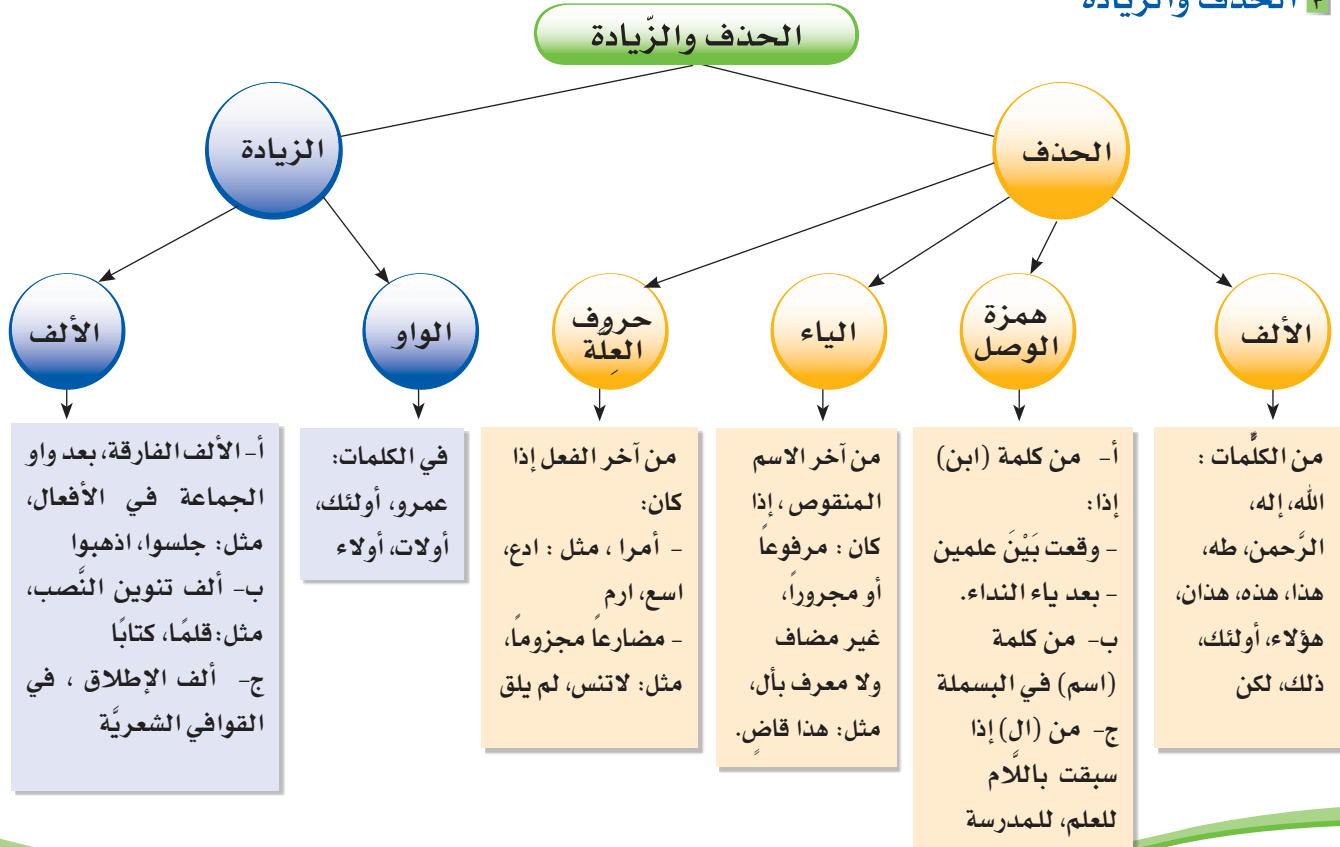 ٣ الحذف والزيادة
الحذف والزّيادة
الحذف
الزيادة
الألف
همزة
الوصل
الياء
حروف
العِلَّة
الواو
الألف
من الكلّمات :
الله، إله،
الرَّحمن، طه،
هذا، هذه، هذان،
هؤلاء، أولئك،
ذلك، لكن
أ- من كلمة (ابن)
إذا:
- وقعت بَيْنَ علمين
- بعد ياء النداء.
ب- من كلمة
(اسم) في البسملة
ج- من (ال) إذا
سبقت باللَّام
للعلم، للمدرسة
من آخر الاسم
المنقوص، إذا
كان : مرفوعاً
أو مجروراً،
غير مضاف
ولا معرف بأل،
مثل: هذا قاضٍ.
من آخر الفعل إذا
كان:
- أمرا ، مثل : ادع،
اسع، ارم
- مضارعاً مجزوماً،
مثل: لاتنس، لم يلق
في الكلمات:
عمرو، أولئك،
أولات، أولاء
أ- الألف الفارقة، بعد واو
الجماعة في الأفعال،
مثل: جلسوا، اذهبوا
ب- ألف تنوين النَّصب،
مثل: قلمًا، كتابًا
ج- ألف الإطلاق ، في
القوافي الشعريَّة